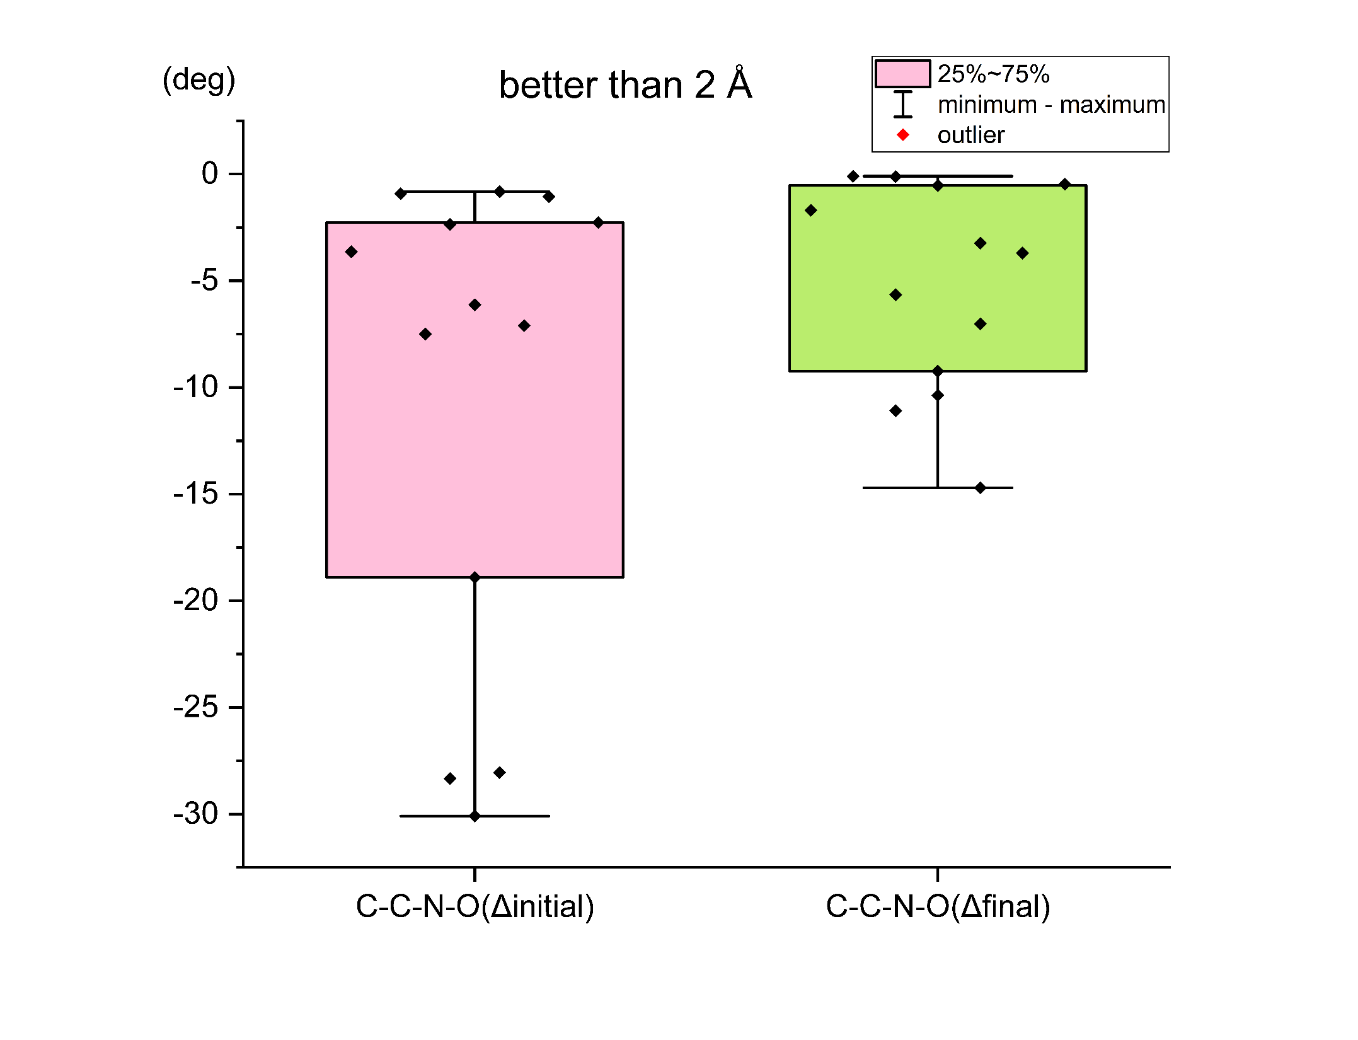 (deg)
better than 2 Å
25%~75%
minimum - maximum
outlier
0
-5
-10
-15
-20
-25
-30
C-C-N-O(Δinitial)
C-C-N-O(Δfinal)